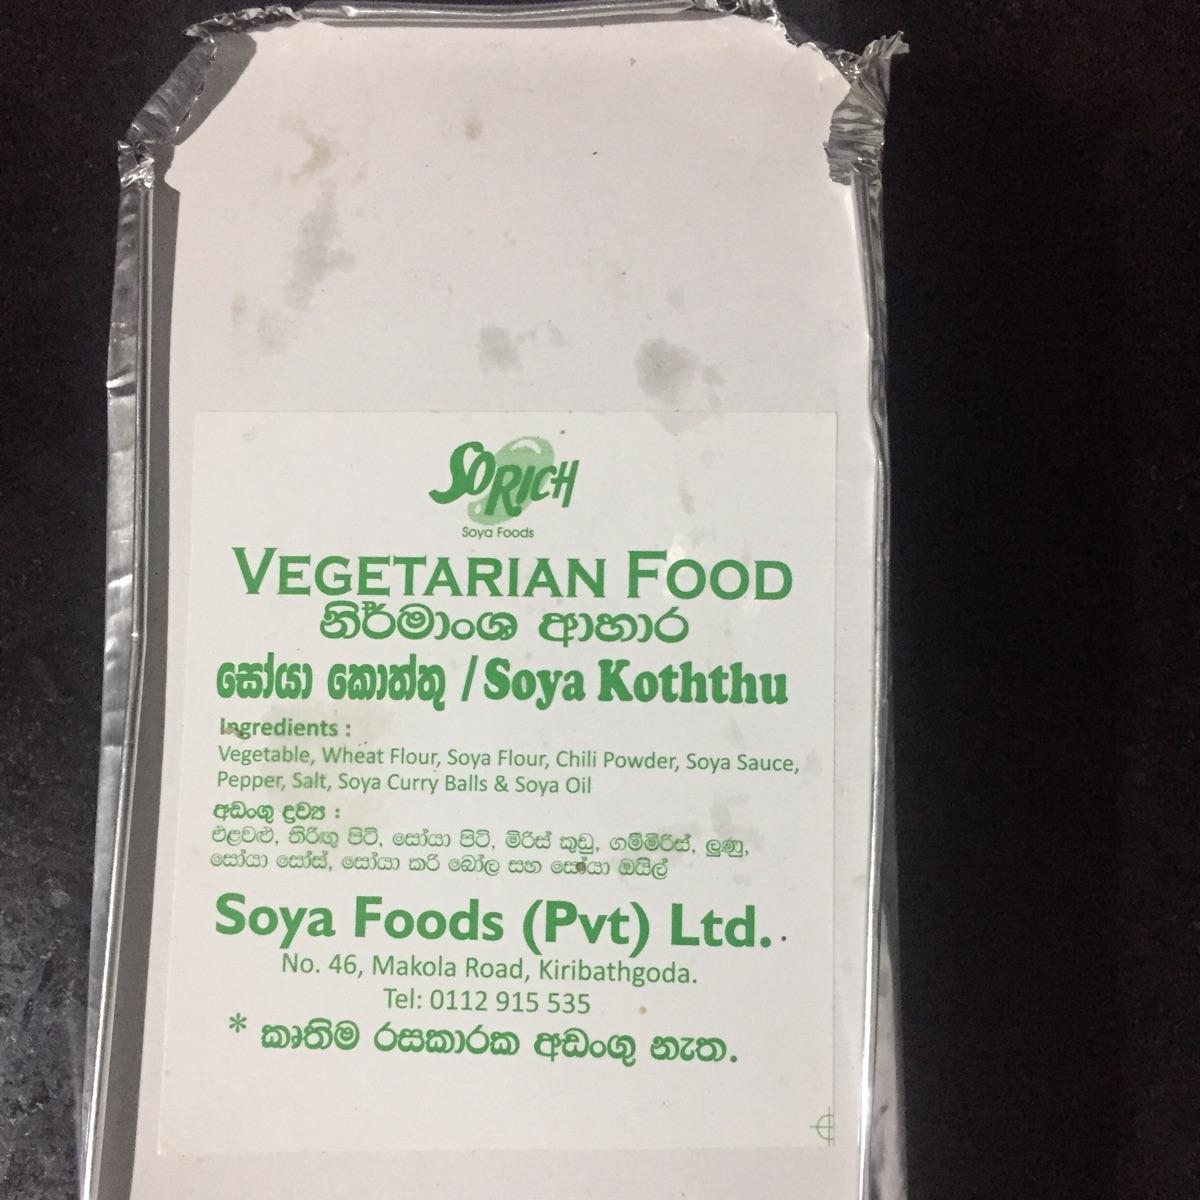 SORICH
Soya Foods
VEGETARIAN FOOD
නිර්මාංශ ආහාර
සෝයා කොත්තු / Soya Koththu
Ingredients :
Vegetable, Wheat Flour, Soya Flour, Chili Powder, Soya Sauce,
Pepper, Salt, Soya Curry Balls & Soya Oil
අඩංගු ද්‍රව්‍ය :
එළවළු, තිරිඟු පිටි, සෝයා පිටි, මිරිස් කුඩු, ගම්මිරිස්, ලුණු,
සෝයා සෝස්, සෝයා කරි බෝල සහ සෝයා ඔයිල්
Soya Foods (Pvt) Ltd.
No. 46, Makola Road, Kiribathgoda.
Tel: 0112 915 535
* කෘතිම රසකාරක අඩංගු නැත.